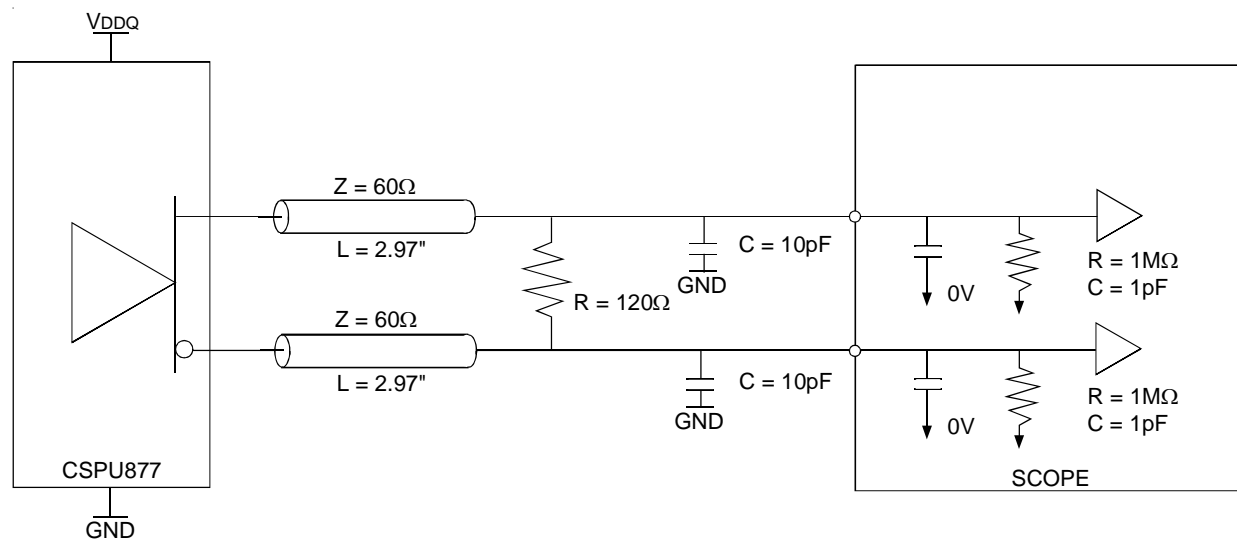 VDDQ
Z = 60Ω
L = 2.97"
C = 10pF
GND
R = 120Ω
0V
R = 1MΩ
C = 1pF
Z = 60Ω
L = 2.97"
C = 10pF
GND
0V
R = 1MΩ
C = 1pF
CSPU877
SCOPE
GND